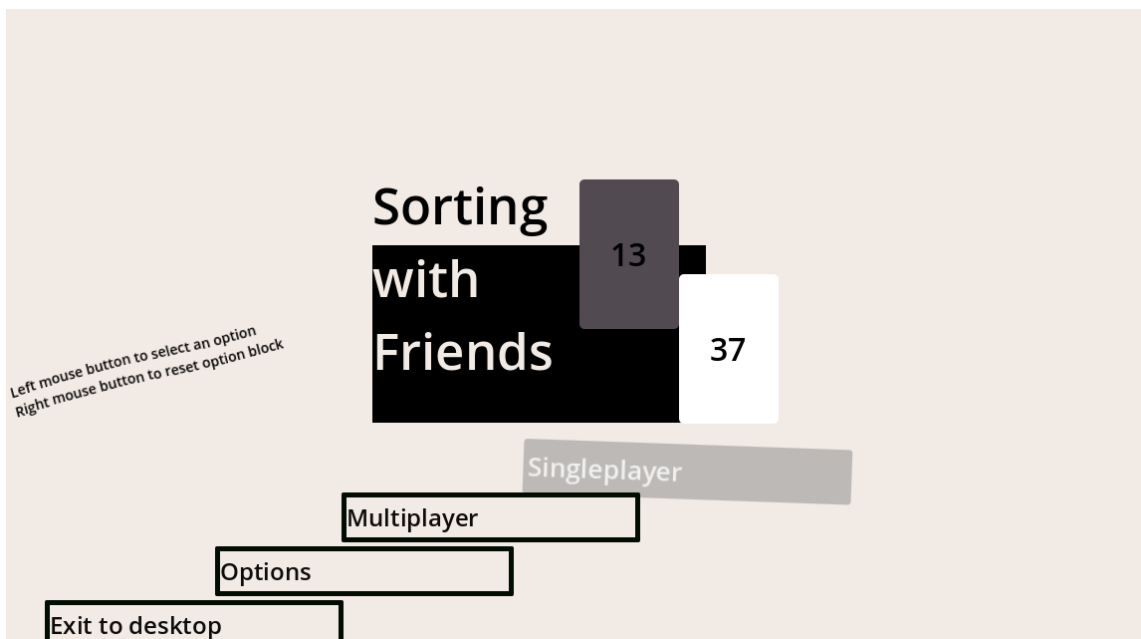 Sorting
with
Friends
13
37
Left mouse button to select an option
Right mouse button to reset option block
Singleplayer
Multiplayer
Options
Exit to desktop